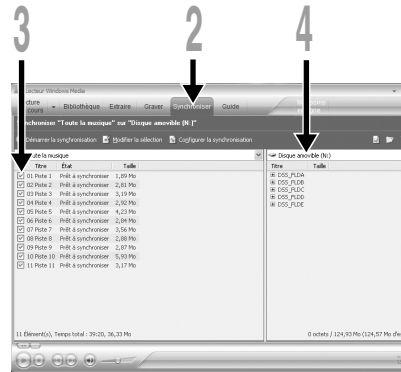 3
2
4
Lecteur Windows Media
Lecture
en cours
Bibliothèque
Extraire
Graver
Synchroniser
Guide
Synchroniser "Toute la musique" sur "Disque amovible (N:)"
Démarrer la synchronisation
Modifier la sélection
Configurer la synchronisation
Toute la musique
Disque amovible (N:)
Titre État Taille
Titre Taille
01 Piste 1 Prêt à synchroniser 1,89 Mo
02 Piste 2 Prêt à synchroniser 2,81 Mo
03 Piste 3 Prêt à synchroniser 3,19 Mo
04 Piste 4 Prêt à synchroniser 2,92 Mo
05 Piste 5 Prêt à synchroniser 4,23 Mo
06 Piste 6 Prêt à synchroniser 2,84 Mo
07 Piste 7 Prêt à synchroniser 3,56 Mo
08 Piste 8 Prêt à synchroniser 2,88 Mo
09 Piste 9 Prêt à synchroniser 2,87 Mo
10 Piste 10 Prêt à synchroniser 5,93 Mo
11 Piste 11 Prêt à synchroniser 3,17 Mo
DSS_FLDA
DSS_FLDB
DSS_FLDC
DSS_FLDD
DSS_FLDE
11 Élément(s), Temps total : 39:20, 36,33 Mo
0 octets / 124,93 Mo (124,57 Mo d'es